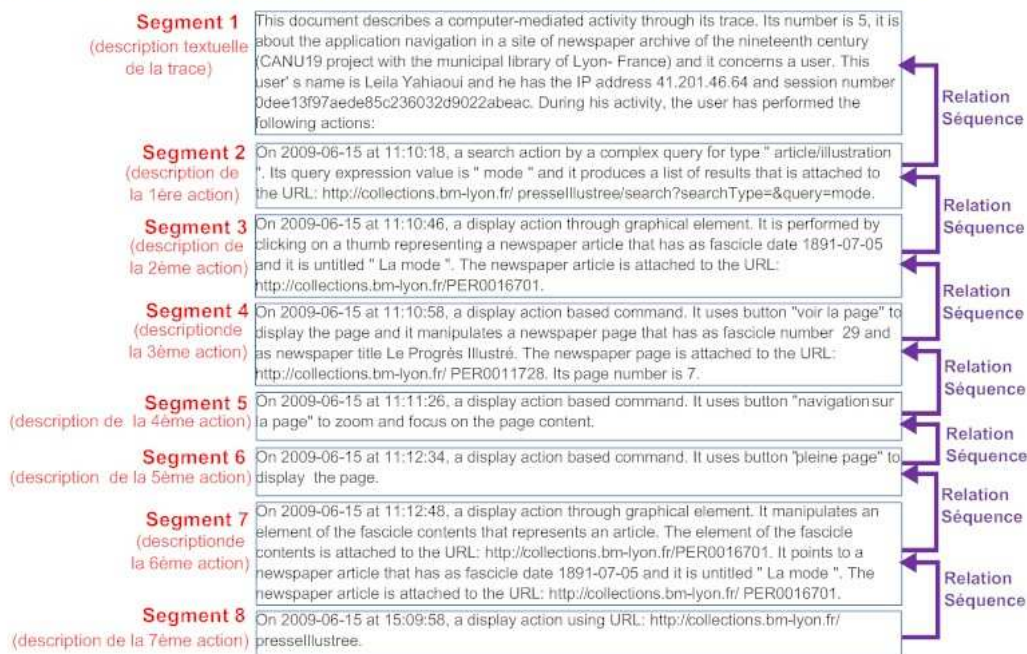 Segment 1
(description textuelle
de la trace)
This document describes a computer-mediated activity through its trace. Its number is 5, it is
about the application navigation in a site of newspaper archive of the nineteenth century
(CANU19 project with the municipal library of Lyon- France) and it concerns a user. This
user' s name is Leila Yahiaoui and he has the IP address 41.201.46.64 and session number
0dee13f97aede85c236032d9022abeac. During his activity, the user has performed the
following actions:
Relation
Séquence
Segment 2
(description de
la 1ère action)
On 2009-06-15 at 11:10:18, a search action by a complex query for type " article/illustration
". Its query expression value is " mode " and it produces a list of results that is attached to
the URL: http://collections.bm-lyon.fr/ presseIllustree/search?searchType=&query=mode.
Relation
Séquence
Segment 3
(description de
la 2ème action)
On 2009-06-15 at 11:10:46, a display action through graphical element. It is performed by
clicking on a thumb representing a newspaper article that has as fascicle date 1891-07-05
and it is untitled " La mode ". The newspaper article is attached to the URL:
http://collections.bm-lyon.fr/PER0016701.
Relation
Séquence
Segment 4
(descriptionde
la 3ème action)
On 2009-06-15 at 11:10:58, a display action based command. It uses button "voir la page" to
display the page and it manipulates a newspaper page that has as fascicle number 29 and
as newspaper title Le Progrès Illustré. The newspaper page is attached to the URL:
http://collections.bm-lyon.fr/ PER0011728. Its page number is 7.
Relation
Séquence
Segment 5
(description de la 4ème action)
On 2009-06-15 at 11:11:26, a display action based command. It uses button "navigation sur
la page" to zoom and focus on the page content.
Relation
Séquence
Segment 6
(description de la 5ème action)
On 2009-06-15 at 11:12:34, a display action based command. It uses button "pleine page" to
display the page.
Relation
Séquence
Segment 7
(descriptionde
la 6ème action)
On 2009-06-15 at 11:12:48, a display action through graphical element. It manipulates an
element of the fascicle contents that represents an article. The element of the fascicle
contents is attached to the URL: http://collections.bm-lyon.fr/PER0016701. It points to a
newspaper article that has as fascicle date 1891-07-05 and it is untitled " La mode ". The
newspaper article is attached to the URL: http://collections.bm-lyon.fr/ PER0016701.
Relation
Séquence
Segment 8
(description de la 7ème action)
On 2009-06-15 at 15:09:58, a display action using URL: http://collections.bm-lyon.fr/
presseIllustree.